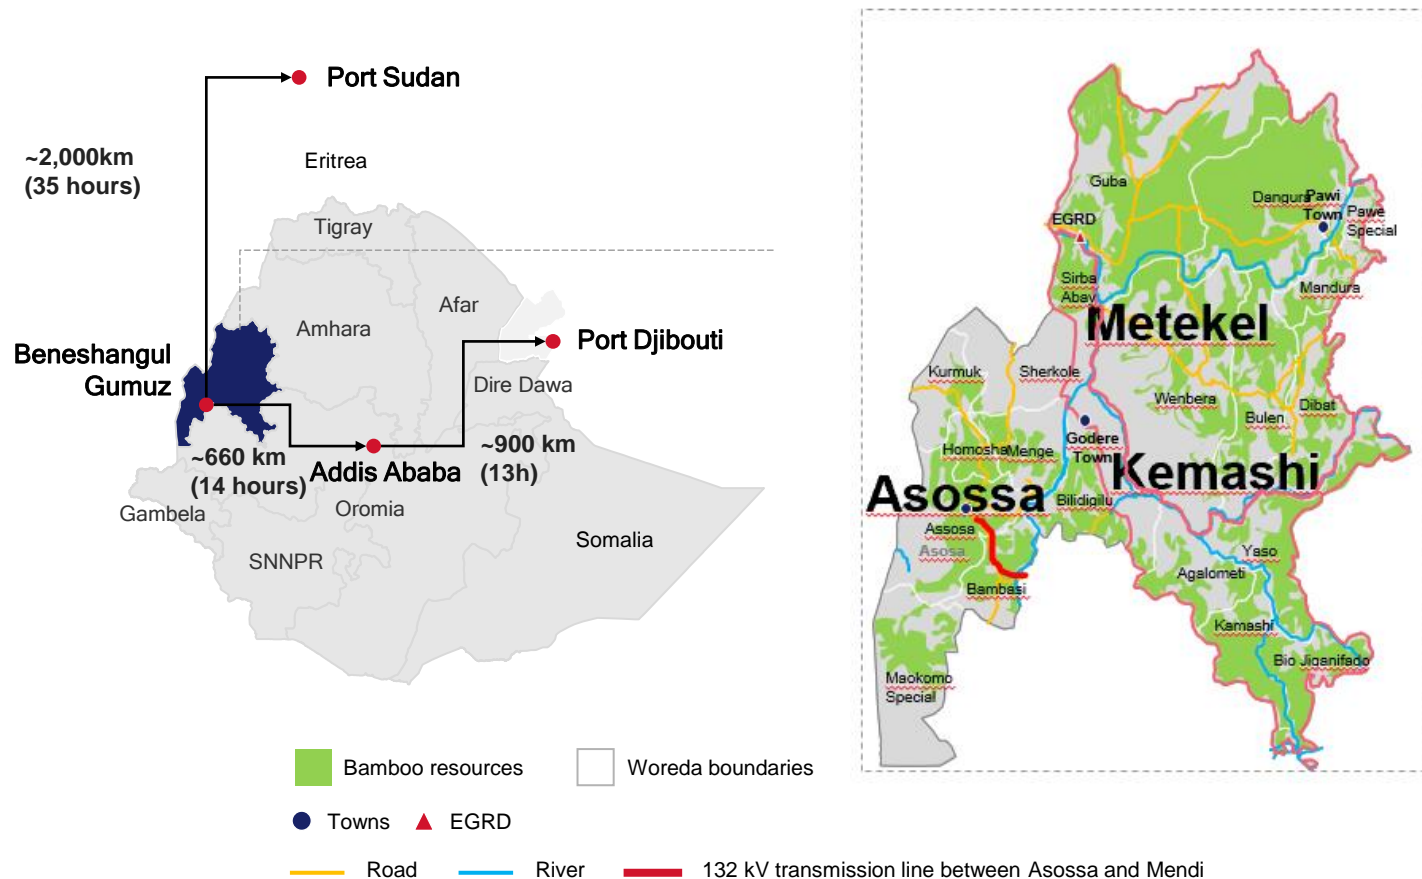 Port Sudan
~2,000km
(35 hours)
Eritrea
Tigray
Afar
Amhara
Beneshangul
Gumuz
Port Djibouti
Dire Dawa
~660 km
(14 hours)
Addis Ababa
~900 km
(13h)
Gambela
Oromia
SNNPR
Somalia
Guba
Dangura
Pawi
Town
Pawe
Special
EGRD
Sirba
Abay
Mandura
Metekel
Kurmuk
Sherkole
Wenbera
Dibat
Bulen
Godere
Town
Homosha
Menge
Kemashi
Asossa
Bilidigilu
Assosa
Asosa
Yaso
Agalometi
Bambasi
Kamashi
Bio Jiganifado
Maokomo
Special
Bamboo resources
Woreda boundaries
Towns
EGRD
Road
River
132 kV transmission line between Asossa and Mendi